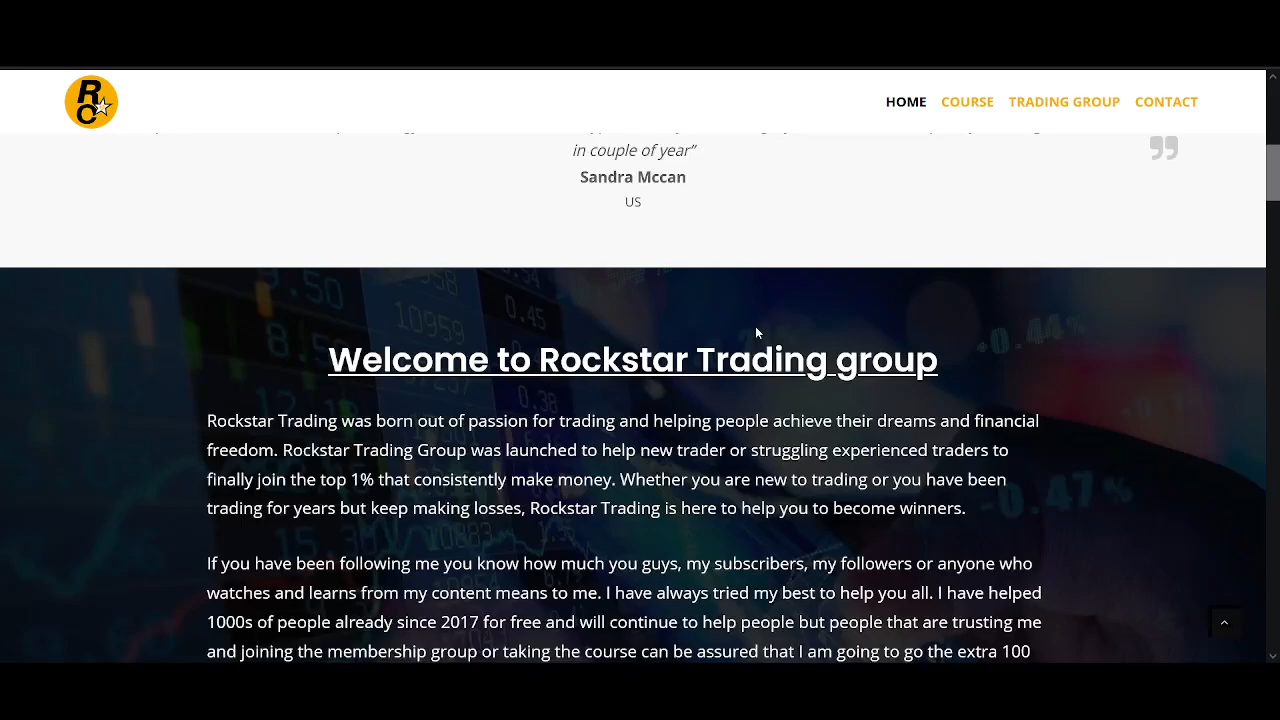 R
C
HOME COURSE TRADING GROUP CONTACT
in couple of year”
Sandra Mccan
US
Welcome to Rockstar Trading group
Rockstar Trading was born out of passion for trading and helping people achieve their dreams and financial
freedom. Rockstar Trading Group was launched to help new trader or struggling experienced traders to
finally join the top 1% that consistently make money. Whether you are new to trading or you have been
trading for years but keep making losses, Rockstar Trading is here to help you to become winners.
If you have been following me you know how much you guys, my subscribers, my followers or anyone who
watches and learns from my content means to me. I have always tried my best to help you all. I have helped
1000s of people already since 2017 for free and will continue to help people but people that are trusting me
and joining the membership group or taking the course can be assured that I am going to go the extra 100